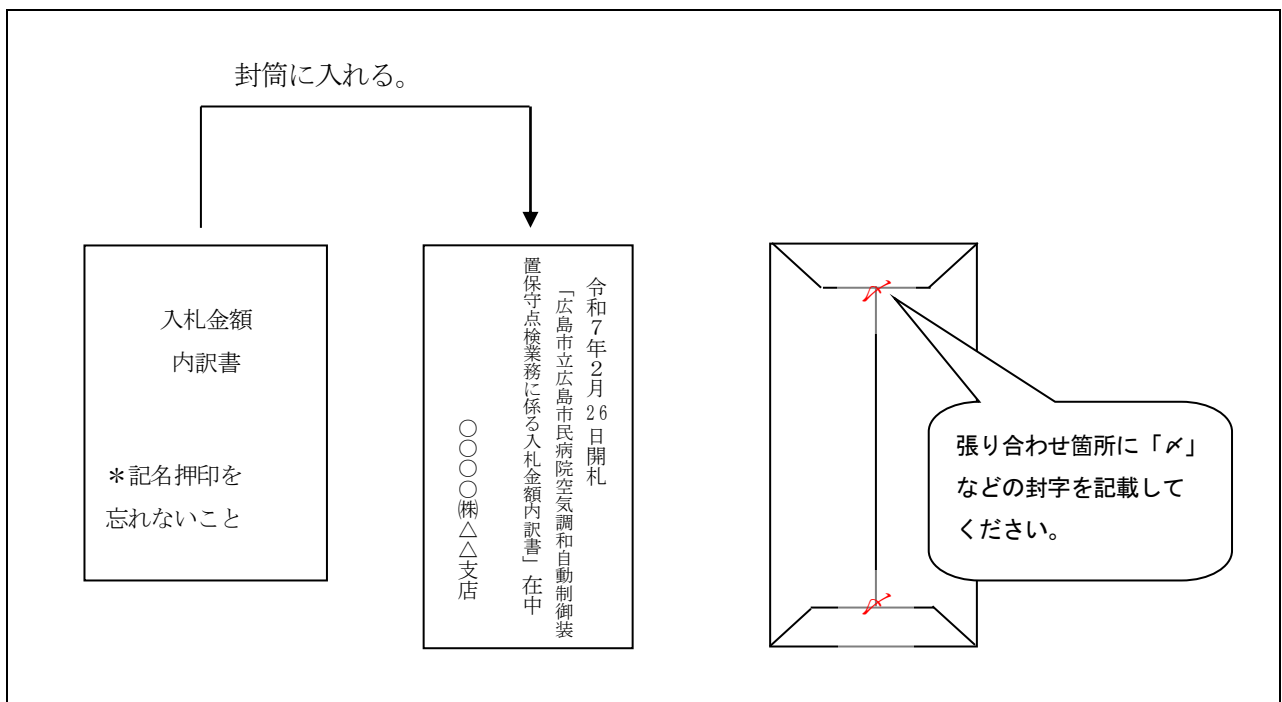 封筒に入れる。
入札金額
内訳書
＊記名押印を
忘れないこと
令和７年２月26日開札
「広島市立広島市民病院空気調和自動制御装
置保守点検業務に係る入札金額内訳書」在中
○○○○㈱△△支店
〆
張り合わせ箇所に「〆」
などの封字を記載して
ください。
〆